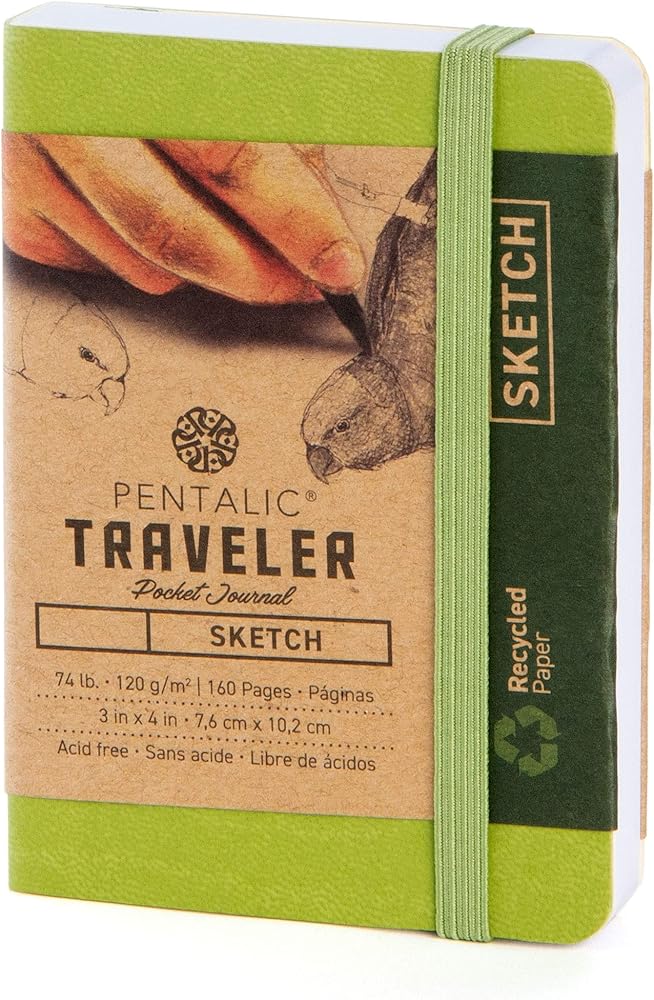 PENTALIC®
TRAVELER
Pocket Journal
SKETCH
74 lb. · 120 g/m² | 160 Pages · Páginas
3 in x 4 in · 7,6 cm x 10,2 cm
Acid free · Sans acide · Libre de ácidos
SKETCH
Recycled
Paper